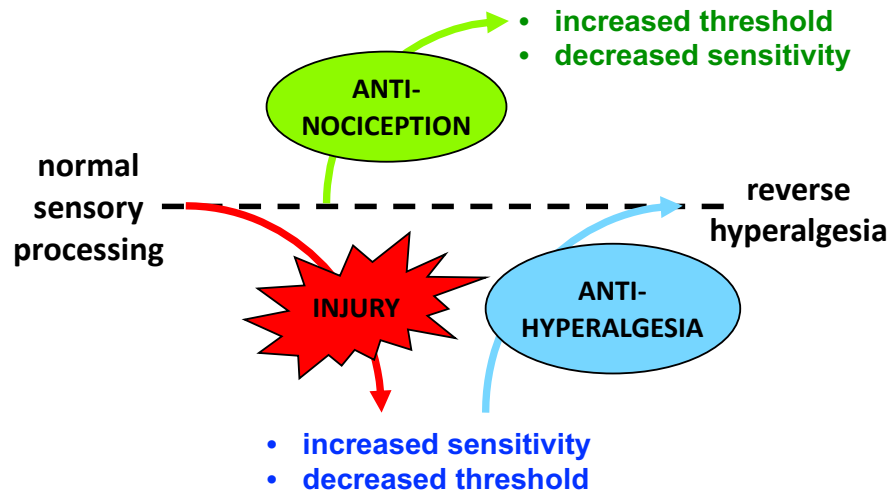 • increased threshold
• decreased sensitivity
ANTI-
NOCICEPTION
normal
sensory
processing
reverse
hyperalgesia
INJURY
ANTI-
HYPERALGESIA
• increased sensitivity
• decreased threshold